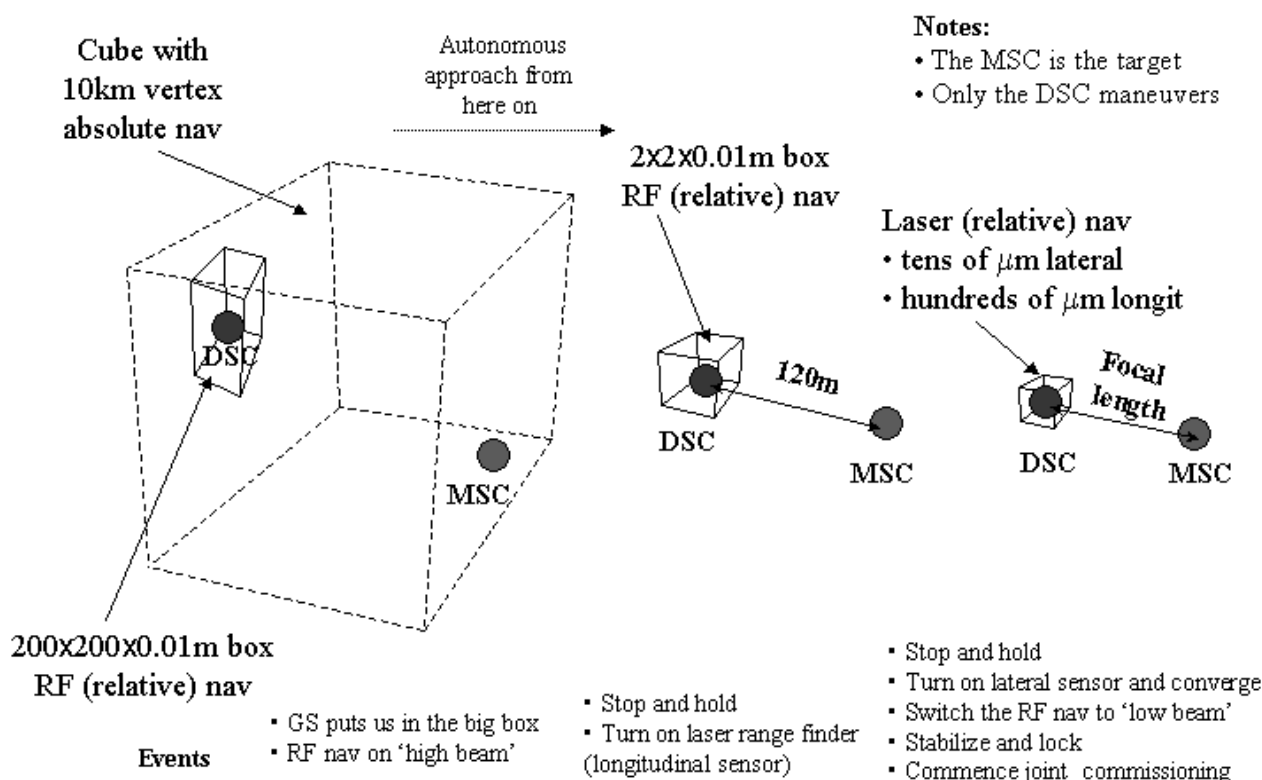 Notes:
• The MSC is the target
• Only the DSC maneuvers
Cube with
10km vertex
absolute nav
Autonomous
approach from
here on
2x2x0.01m box
RF (relative) nav
Laser (relative) nav
• tens of μm lateral
• hundreds of μm longit
DSC
MSC
120m
DSC
MSC
Focal
length
DSC
MSC
200x200x0.01m box
RF (relative) nav
Events
▪ GS puts us in the big box
▪ RF nav on ‘high beam’
▪ Stop and hold
▪ Turn on laser range finder
(longitudinal sensor)
▪ Stop and hold
▪ Turn on lateral sensor and converge
▪ Switch the RF nav to ‘low beam’
▪ Stabilize and lock
▪ Commence joint commissioning